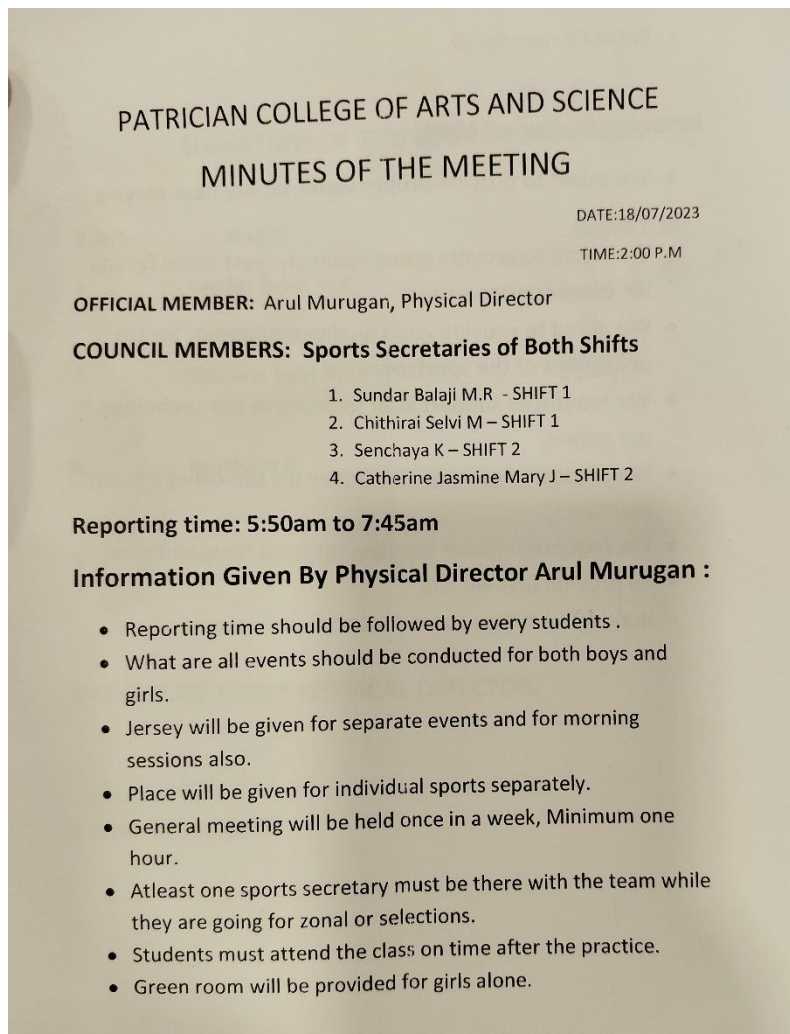 PATRICIAN COLLEGE OF ARTS AND SCIENCE
MINUTES OF THE MEETING
DATE:18/07/2023
TIME:2:00 P.M
OFFICIAL MEMBER: Arul Murugan, Physical Director
COUNCIL MEMBERS: Sports Secretaries of Both Shifts
1. Sundar Balaji M.R - SHIFT 1
2. Chithirai Selvi M – SHIFT 1
3. Senchaya K – SHIFT 2
4. Catherine Jasmine Mary J – SHIFT 2
Reporting time: 5:50am to 7:45am
Information Given By Physical Director Arul Murugan :
• Reporting time should be followed by every students .
• What are all events should be conducted for both boys and
girls.
• Jersey will be given for separate events and for morning
sessions also.
• Place will be given for individual sports separately.
• General meeting will be held once in a week, Minimum one
hour.
• Atleast one sports secretary must be there with the team while
they are going for zonal or selections.
• Students must attend the class on time after the practice.
• Green room will be provided for girls alone.